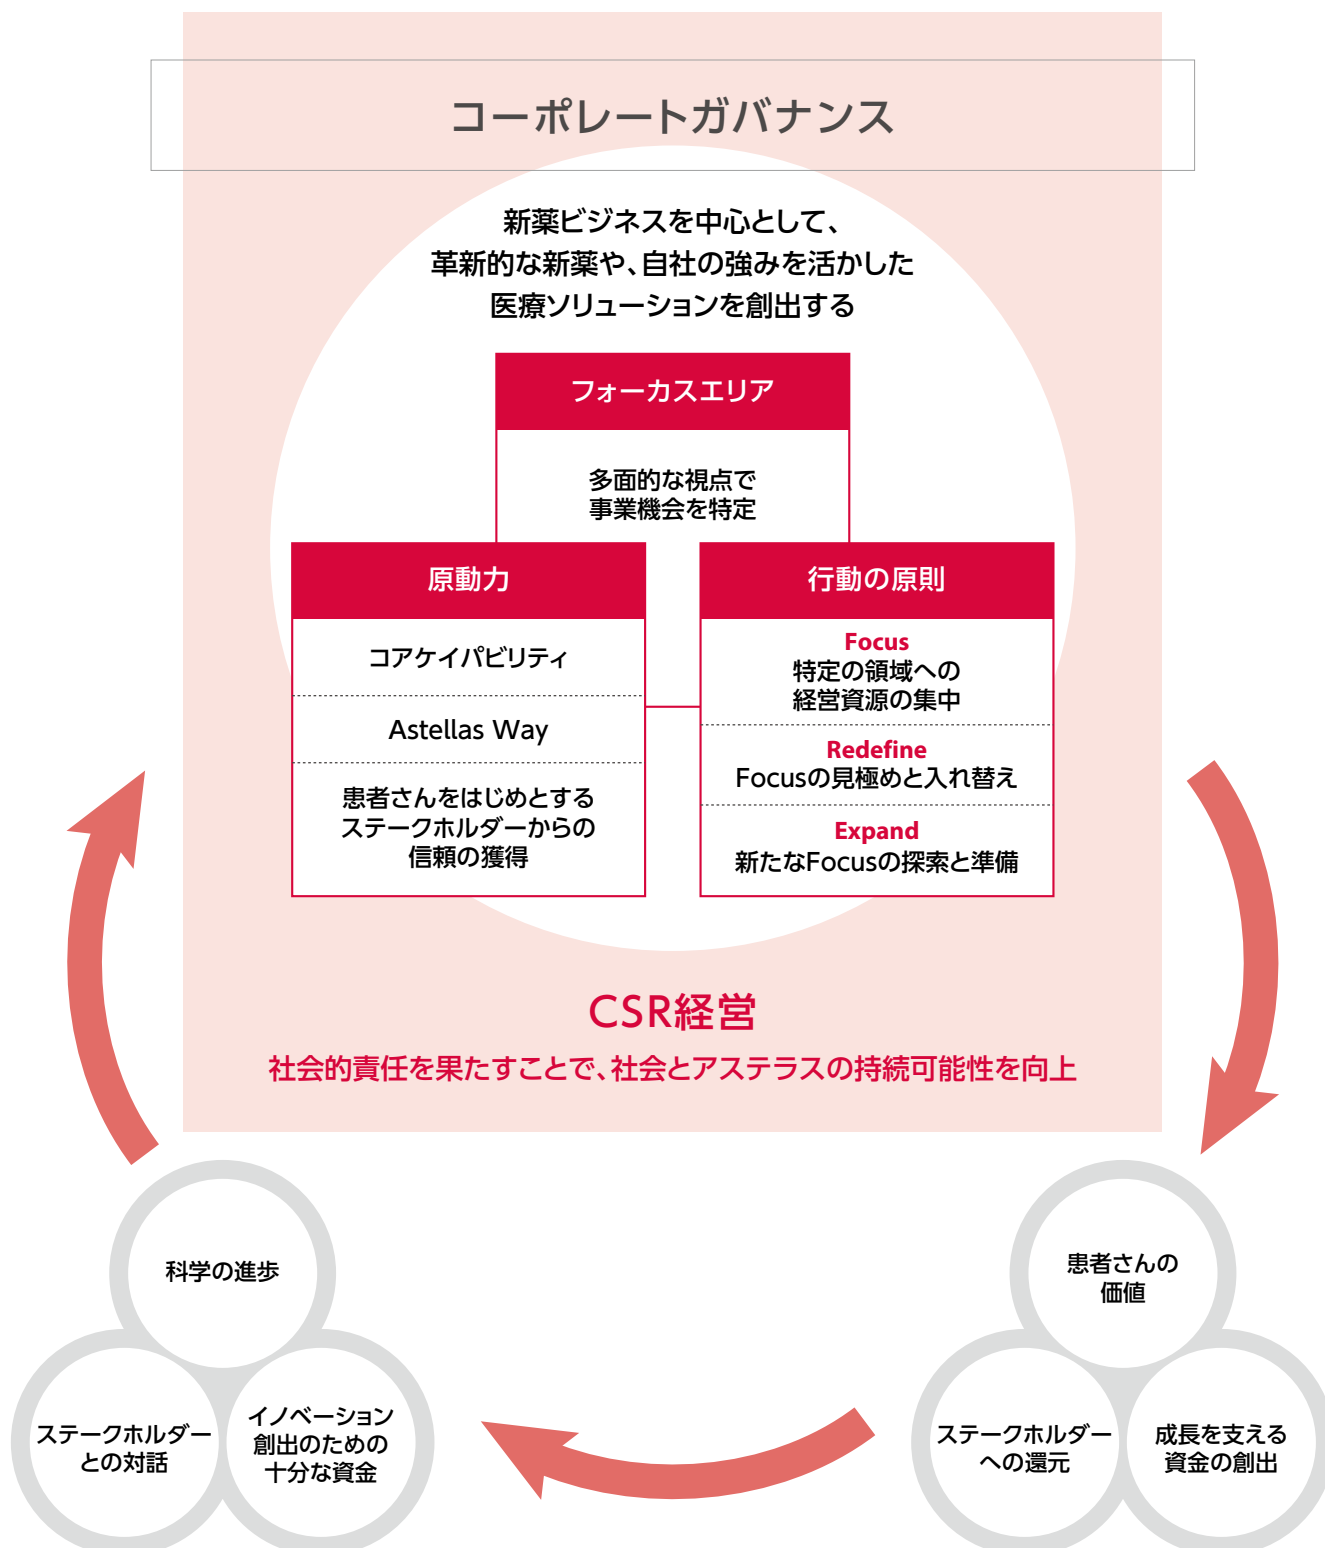 コーポレートガバナンス
新薬ビジネスを中心として、
革新的な新薬や、自社の強みを活かした
医療ソリューションを創出する
フォーカスエリア
多面的な視点で
事業機会を特定
原動力
コアケイパビリティ
Astellas Way
患者さんをはじめとする
ステークホルダーからの
信頼の獲得
行動の原則
Focus
特定の領域への
経営資源の集中
Redefine
Focusの見極めと入れ替え
Expand
新たなFocusの探索と準備
CSR経営
社会的責任を果たすことで、社会とアステラスの持続可能性を向上
科学の進歩
ステークホルダー
との対話
イノベーション
創出のための
十分な資金
患者さんの
価値
ステークホルダー
への還元
成長を支える
資金の創出